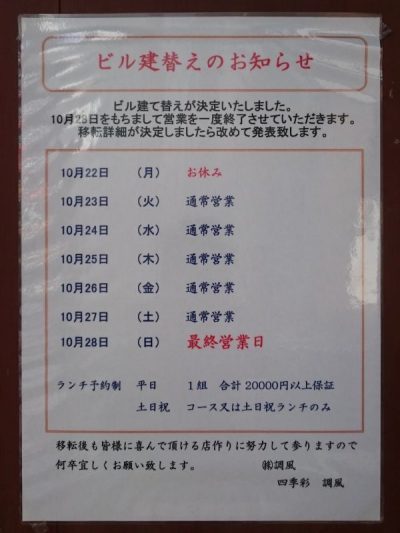 ビル建替えのお知らせ
ビル建て替えが決定いたしました。
10月28日をもちまして営業を一度終了させていただきます。
移転詳細が決定しましたら改めて発表致します。
10月22日 （月） お休み
10月23日 （火） 通常営業
10月24日 （水） 通常営業
10月25日 （木） 通常営業
10月26日 （金） 通常営業
10月27日 （土） 通常営業
10月28日 （日） 最終営業日
ランチ予約制 平日 1組 合計20000円以上保証
土日祝 コース又は土日祝ランチのみ
移転後も皆様に喜んで頂ける店作りに努力して参りますので
何卒宜しくお願い致します。 ㈱調風
四季彩 調風